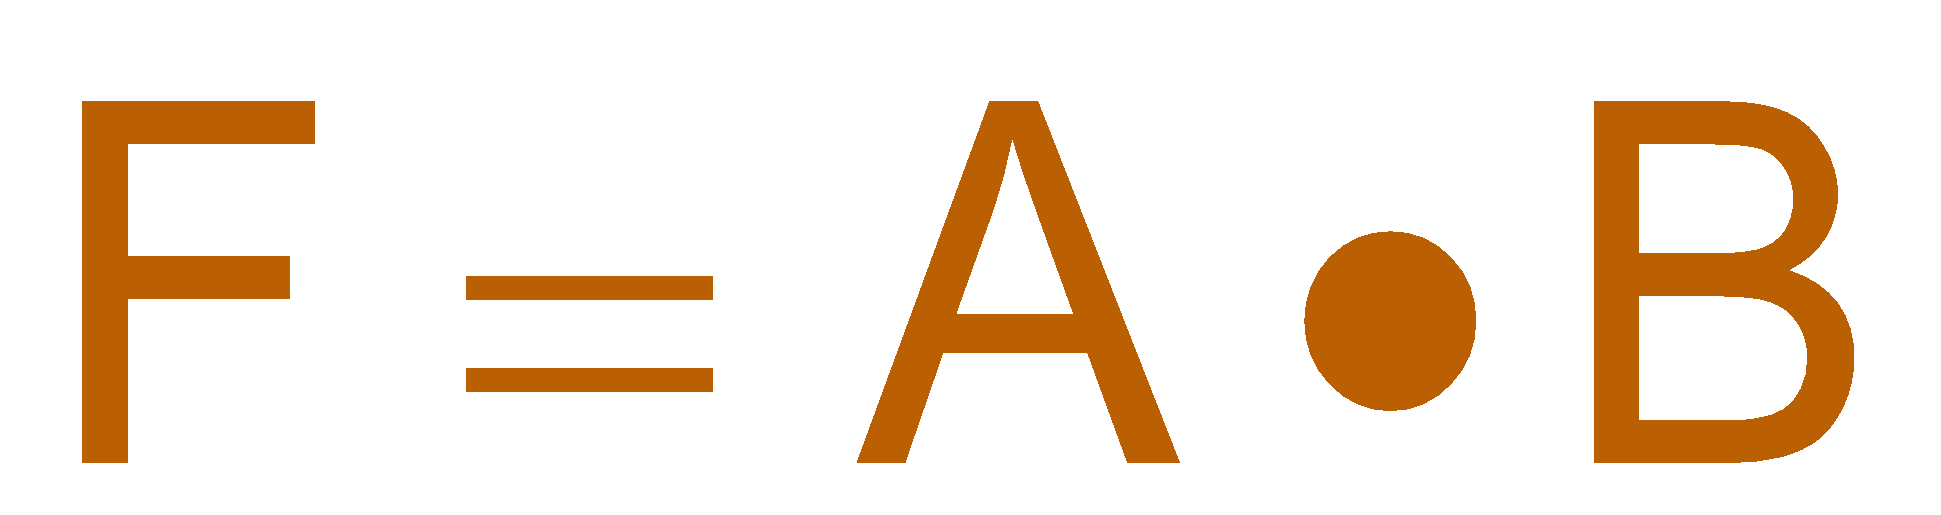 F = A • B